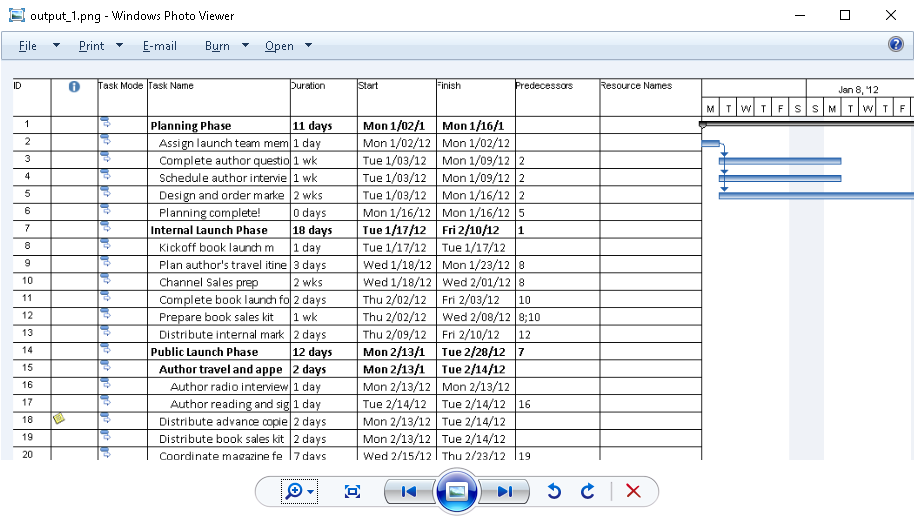 output_1.png - Windows Photo Viewer
File Print E-mail Burn Open
ID Task Mode Task Name Duration Start Finish Predecessors Resource Names Jan 8, '12
M T W T F S S M T W T F
1 Planning Phase 11 days Mon 1/02/1 Mon 1/16/1
2 Assign launch team mem 1 day Mon 1/02/12 Mon 1/02/12
3 Complete author questio 1 wk Tue 1/03/12 Mon 1/09/12 2
4 Schedule author intervie 1 wk Tue 1/03/12 Mon 1/09/12 2
5 Design and order marke 2 wks Tue 1/03/12 Mon 1/16/12 2
6 Planning complete! 0 days Mon 1/16/12 Mon 1/16/12 5
7 Internal Launch Phase 18 days Tue 1/17/12 Fri 2/10/12 1
8 Kickoff book launch m 1 day Tue 1/17/12 Tue 1/17/12
9 Plan author's travel itine 3 days Wed 1/18/12 Mon 1/23/12 8
10 Channel Sales prep 2 wks Wed 1/18/12 Wed 2/01/12 8
11 Complete book launch fo 2 days Thu 2/02/12 Fri 2/03/12 10
12 Prepare book sales kit 1 wk Thu 2/02/12 Wed 2/08/12 8;10
13 Distribute internal mark 2 days Thu 2/09/12 Fri 2/10/12 12
14 Public Launch Phase 12 days Mon 2/13/1 Tue 2/28/12 7
15 Author travel and appe 2 days Mon 2/13/1 Tue 2/14/12
16 Author radio interview 1 day Mon 2/13/12 Mon 2/13/12
17 Author reading and sig 1 day Tue 2/14/12 Tue 2/14/12 16
18 Distribute advance copie 2 days Mon 2/13/12 Tue 2/14/12
19 Distribute book sales kit 2 days Mon 2/13/12 Tue 2/14/12
20 Coordinate magazine fe 7 days Wed 2/15/12 Thu 2/23/12 19